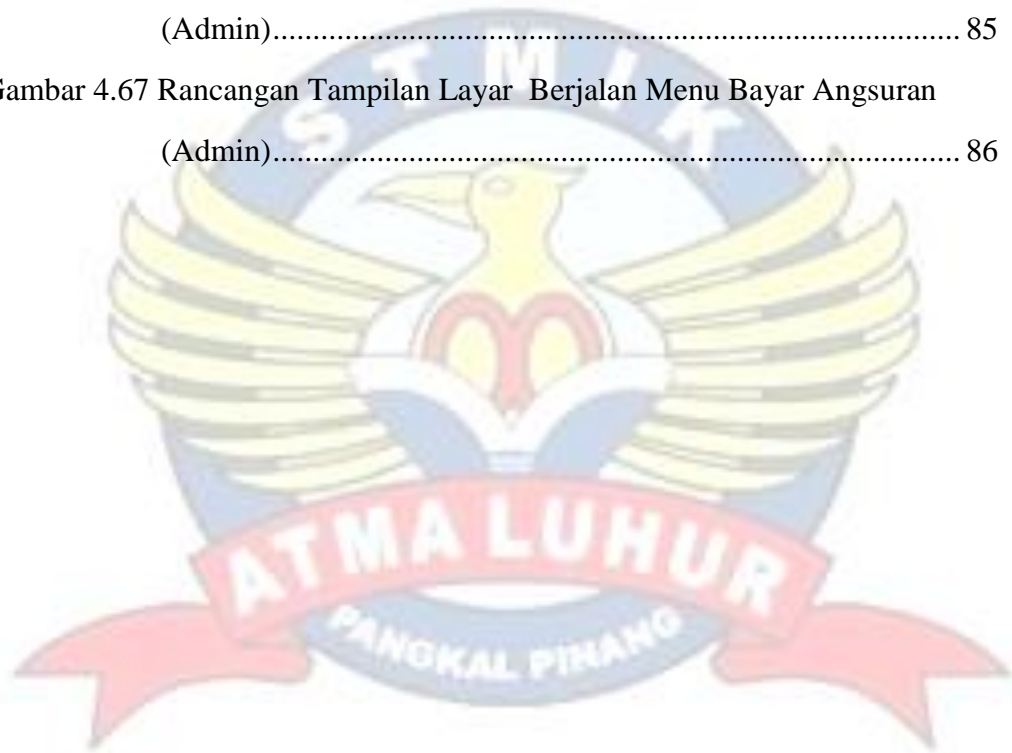 (Admin)...................................................................................... 85
Gambar 4.67 Rancangan Tampilan Layar  Berjalan Menu Bayar Angsuran
(Admin)...................................................................................... 86
STMIK
ATMA LUHUR
PANGKAL PINANG